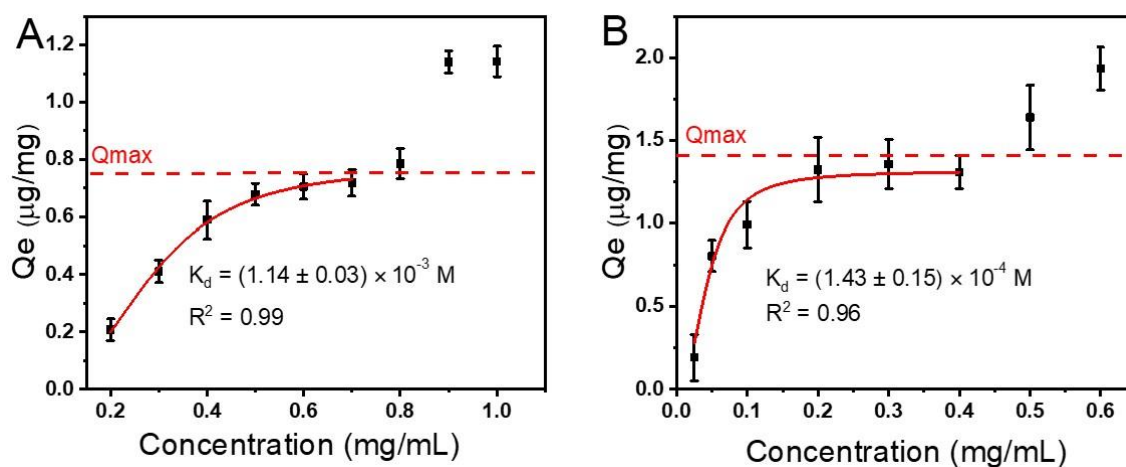 A
1.2
1.0
0.8
0.6
0.4
0.2
0.0
Qe (μg/mg)
Qmax
K_d = (1.14 ± 0.03) × 10⁻³ M
R² = 0.99
0.2 0.4 0.6 0.8 1.0
Concentration (mg/mL)
B
2.0
1.5
1.0
0.5
0.0
Qe (μg/mg)
Qmax
K_d = (1.43 ± 0.15) × 10⁻⁴ M
R² = 0.96
0.0 0.1 0.2 0.3 0.4 0.5 0.6
Concentration (mg/mL)